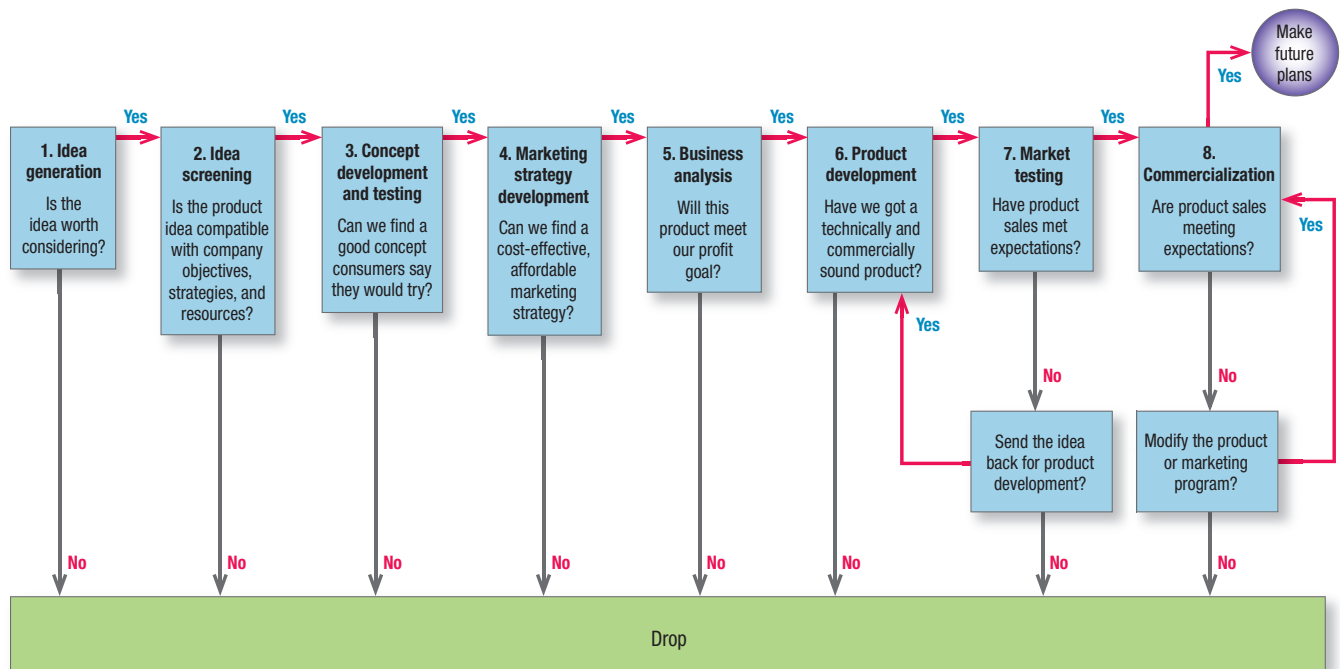 Make
future
plans
Yes
Yes
Yes
Yes
Yes
Yes
Yes
Yes
1. Idea
generation
Is the
idea worth
considering?
2. Idea
screening
Is the product
idea compatible
with company
objectives,
strategies, and
resources?
3. Concept
development
and testing
Can we find a
good concept
consumers say
they would try?
4. Marketing
strategy
development
Can we find a
cost-effective,
affordable
marketing
strategy?
5. Business
analysis
Will this
product meet
our profit
goal?
6. Product
development
Have we got a
technically and
commercially
sound product?
7. Market
testing
Have product
sales met
expectations?
8.
Commercialization
Are product sales
meeting
expectations?
Yes
Yes
No
No
Send the idea
back for product
development?
Modify the product
or marketing
program?
No
No
No
No
No
No
No
No
Drop